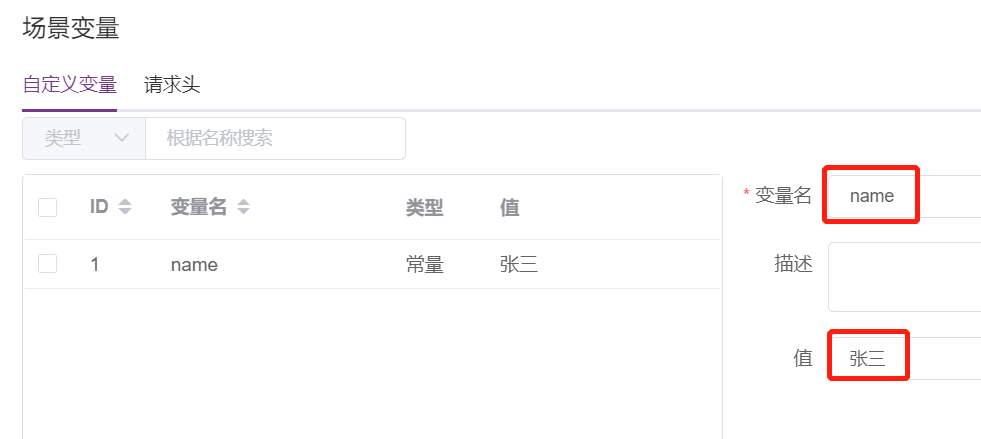 场景变量
自定义变量 请求头
类型 根据名称搜索
ID 变量名 类型 值
1 name 常量 张三
* 变量名 name
描述
值 张三